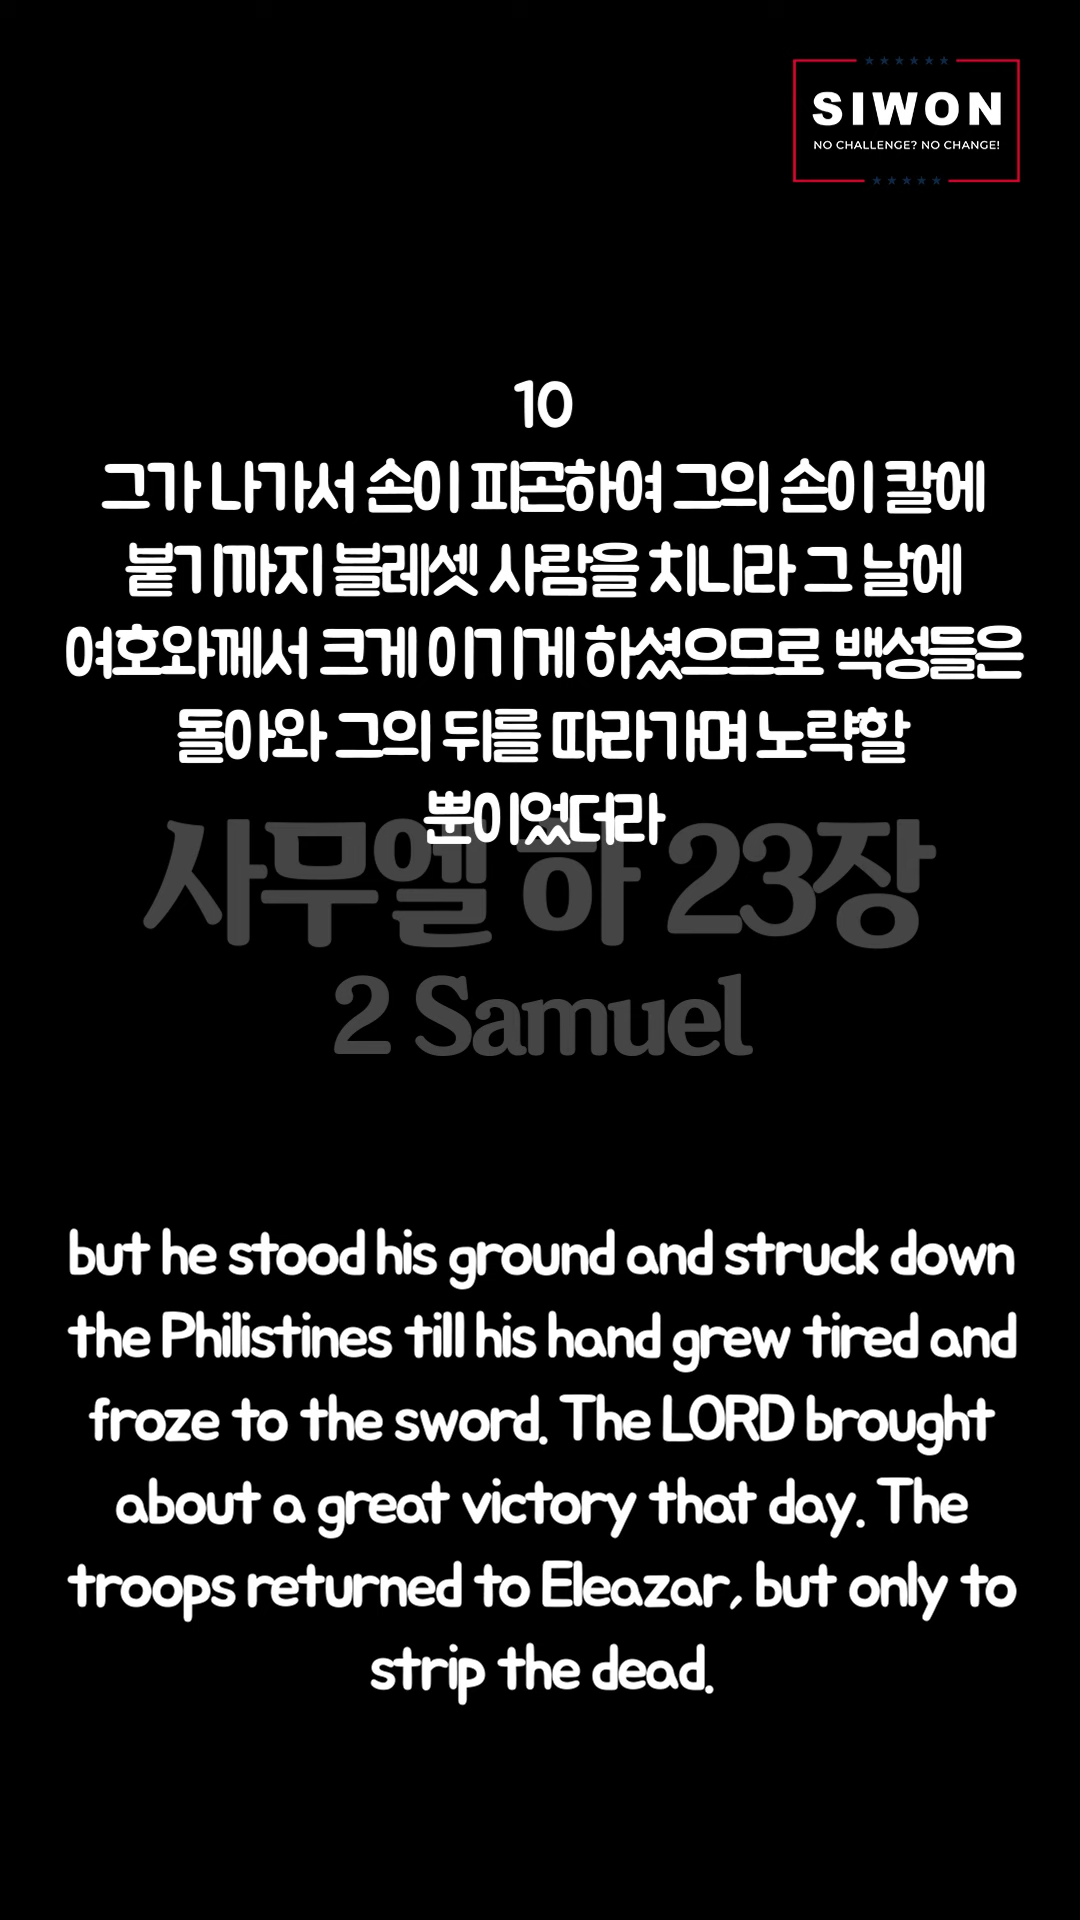 SIWON
NO CHALLENGE? NO CHANGE!
10
그가 나가서 손이 피곤하여 그의 손이 칼에
붙기까지 블레셋 사람을 치니라 그 날에
여호와께서 크게 이기게 하셨으므로 백성들은
돌아와 그의 뒤를 따라가며 노략할
뿐이었더라
사무엘 하 23장
2 Samuel
but he stood his ground and struck down
the Philistines till his hand grew tired and
froze to the sword. The LORD brought
about a great victory that day. The
troops returned to Eleazar, but only to
strip the dead.